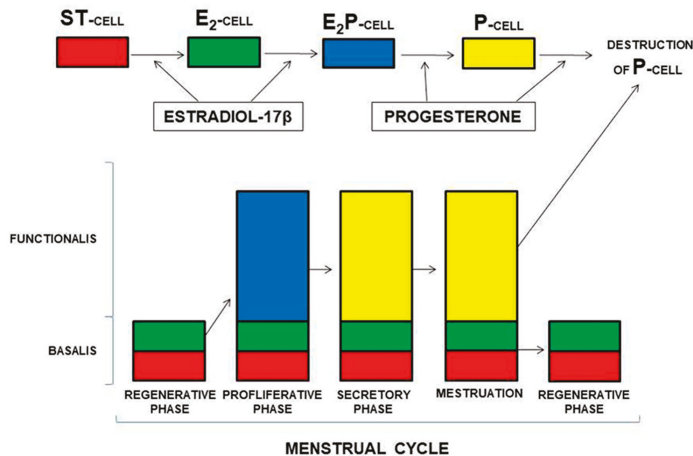 ST-CELL
E₂-CELL
E₂P-CELL
P-CELL
DESTRUCTION
OF P-CELL
ESTRADIOL-17β
PROGESTERONE
FUNCTIONALIS
BASALIS
REGENERATIVE
PHASE
PROFLIFERATIVE
PHASE
SECRETORY
PHASE
MESTRUATION
REGENERATIVE
PHASE
MENSTRUAL CYCLE